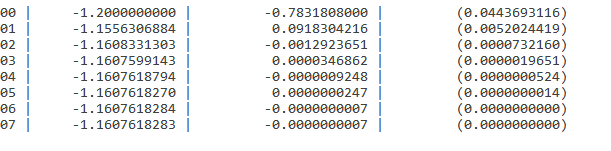 00 | -1.2000000000 | -0.7831808000 | (0.0443693116)
01 | -1.1556306884 | 0.0918304216 | (0.0052024419)
02 | -1.1608331303 | -0.0012923651 | (0.0000732160)
03 | -1.1607599143 | 0.0000346862 | (0.0000019651)
04 | -1.1607618794 | -0.0000009248 | (0.0000000524)
05 | -1.1607618270 | 0.0000000247 | (0.0000000014)
06 | -1.1607618284 | -0.0000000007 | (0.0000000000)
07 | -1.1607618283 | -0.0000000007 | (0.0000000000)